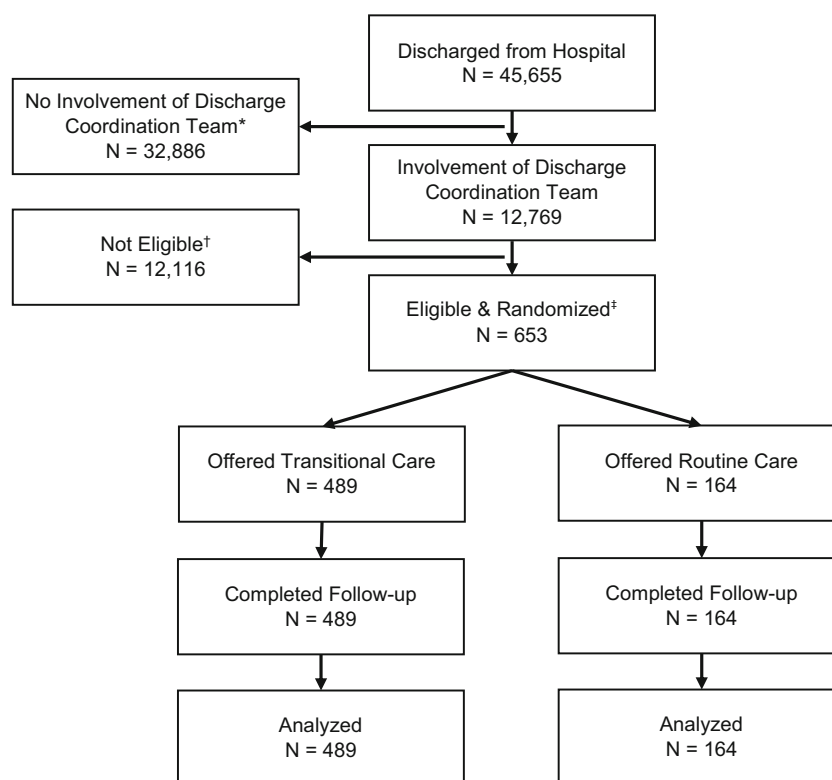 Discharged from Hospital
N = 45,655
No Involvement of Discharge
Coordination Team*
N = 32,886
Involvement of Discharge
Coordination Team
N = 12,769
Not Eligible†
N = 12,116
Eligible & Randomized‡
N = 653
Offered Transitional Care
N = 489
Offered Routine Care
N = 164
Completed Follow-up
N = 489
Completed Follow-up
N = 164
Analyzed
N = 489
Analyzed
N = 164